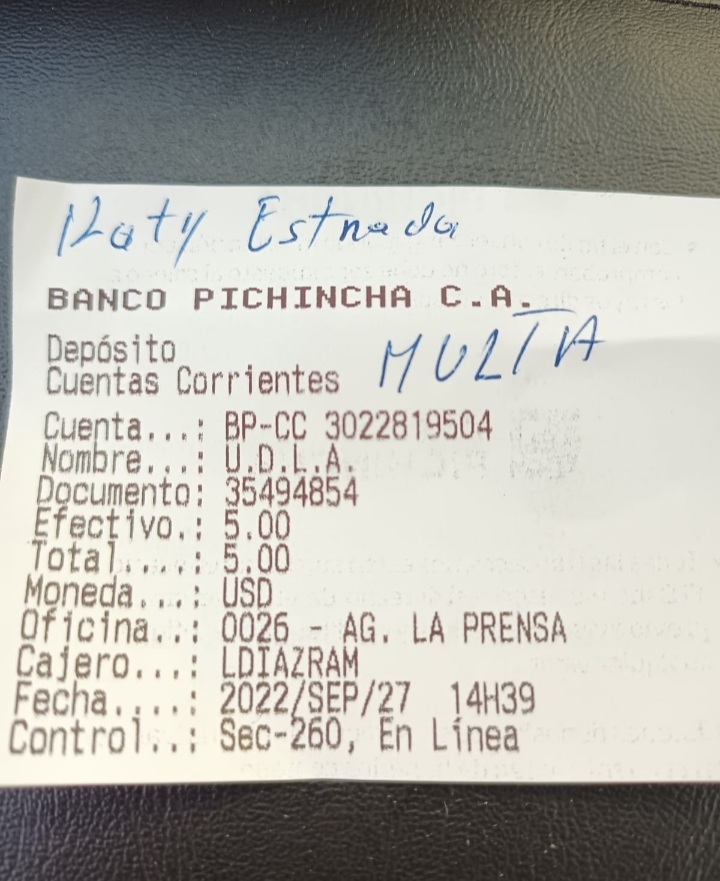 Katy Estrada
BANCO PICHINCHA C.A.
Depósito
MULTA
Cuentas Corrientes
Cuenta...: BP-CC 3022819504
Nombre...: U.D.L.A.
Documento: 35494854
Efectivo.: 5.00
Total....: 5.00
Moneda...: USD
Oficina..: 0026 - AG. LA PRENSA
Cajero...: LDIAZRAM
Fecha....: 2022/SEP/27 14H39
Control..: Sec-260, En Línea